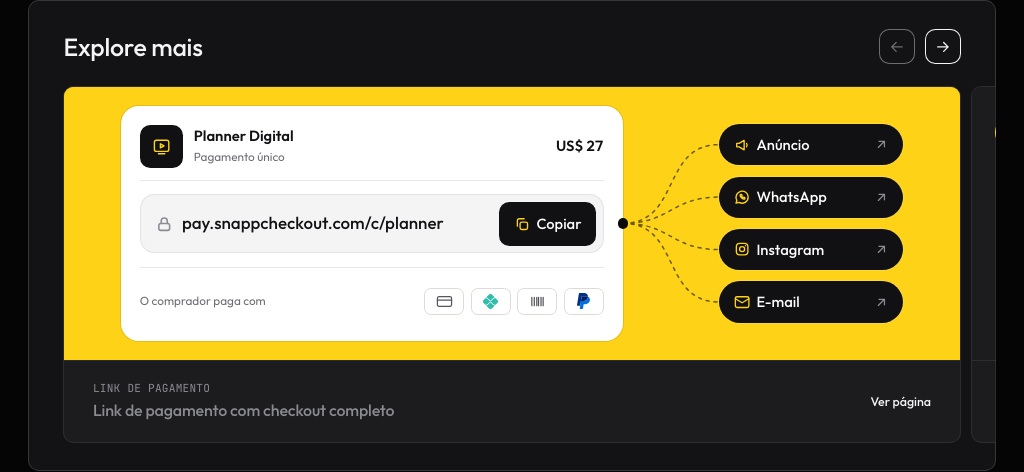 Explore mais
Planner Digital
Pagamento único
US$ 27
pay.snappcheckout.com/c/planner
Copiar
O comprador paga com
Anúncio
WhatsApp
Instagram
E-mail
LINK DE PAGAMENTO
Link de pagamento com checkout completo
Ver página